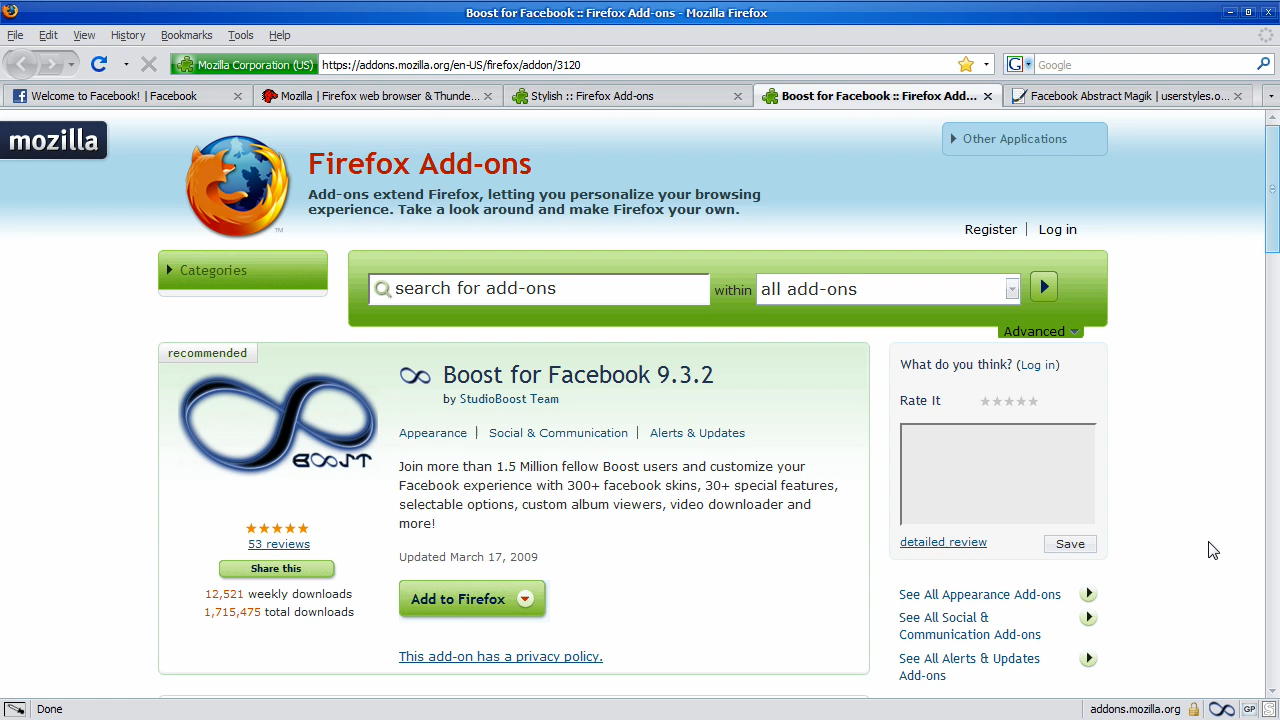 Boost for Facebook :: Firefox Add-ons - Mozilla Firefox
File Edit View History Bookmarks Tools Help
Mozilla Corporation (US) https://addons.mozilla.org/en-US/firefox/addon/3120
G Google
Welcome to Facebook! | Facebook
Mozilla | Firefox web browser & Thunde...
Stylish :: Firefox Add-ons
Boost for Facebook :: Firefox Add...
Facebook Abstract Magik | userstyles.o...
mozilla
Other Applications
Firefox Add-ons
Add-ons extend Firefox, letting you personalize your browsing
experience. Take a look around and make Firefox your own.
TM
Register | Log in
Categories
search for add-ons within all add-ons
Advanced
recommended
BOOST
53 reviews
Share this
12,521 weekly downloads
1,715,475 total downloads
Boost for Facebook 9.3.2
by StudioBoost Team
Appearance | Social & Communication | Alerts & Updates
Join more than 1.5 Million fellow Boost users and customize your
Facebook experience with 300+ facebook skins, 30+ special features,
selectable options, custom album viewers, video downloader and
more!
Updated March 17, 2009
Add to Firefox
This add-on has a privacy policy.
What do you think? (Log in)
Rate It
detailed review Save
See All Appearance Add-ons
See All Social &
Communication Add-ons
See All Alerts & Updates
Add-ons
Done
addons.mozilla.org GP S